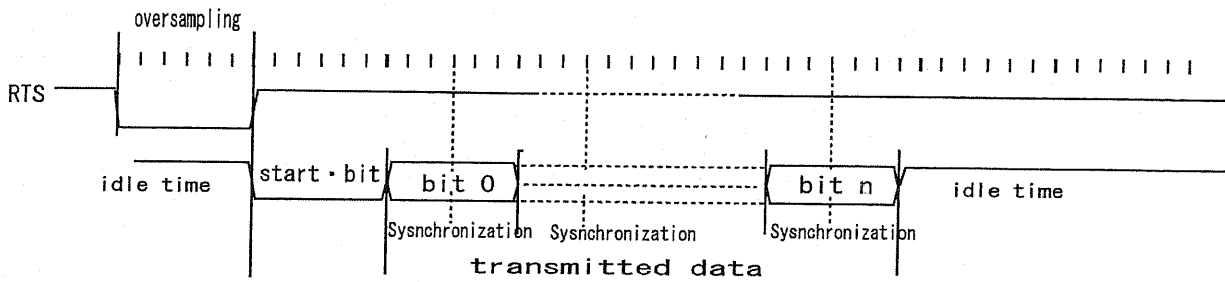 oversampling
RTS
idle time
start・bit
bit 0
bit n
idle time
Sysnchronization
Sysnchronization
Sysnchronization
transmitted data